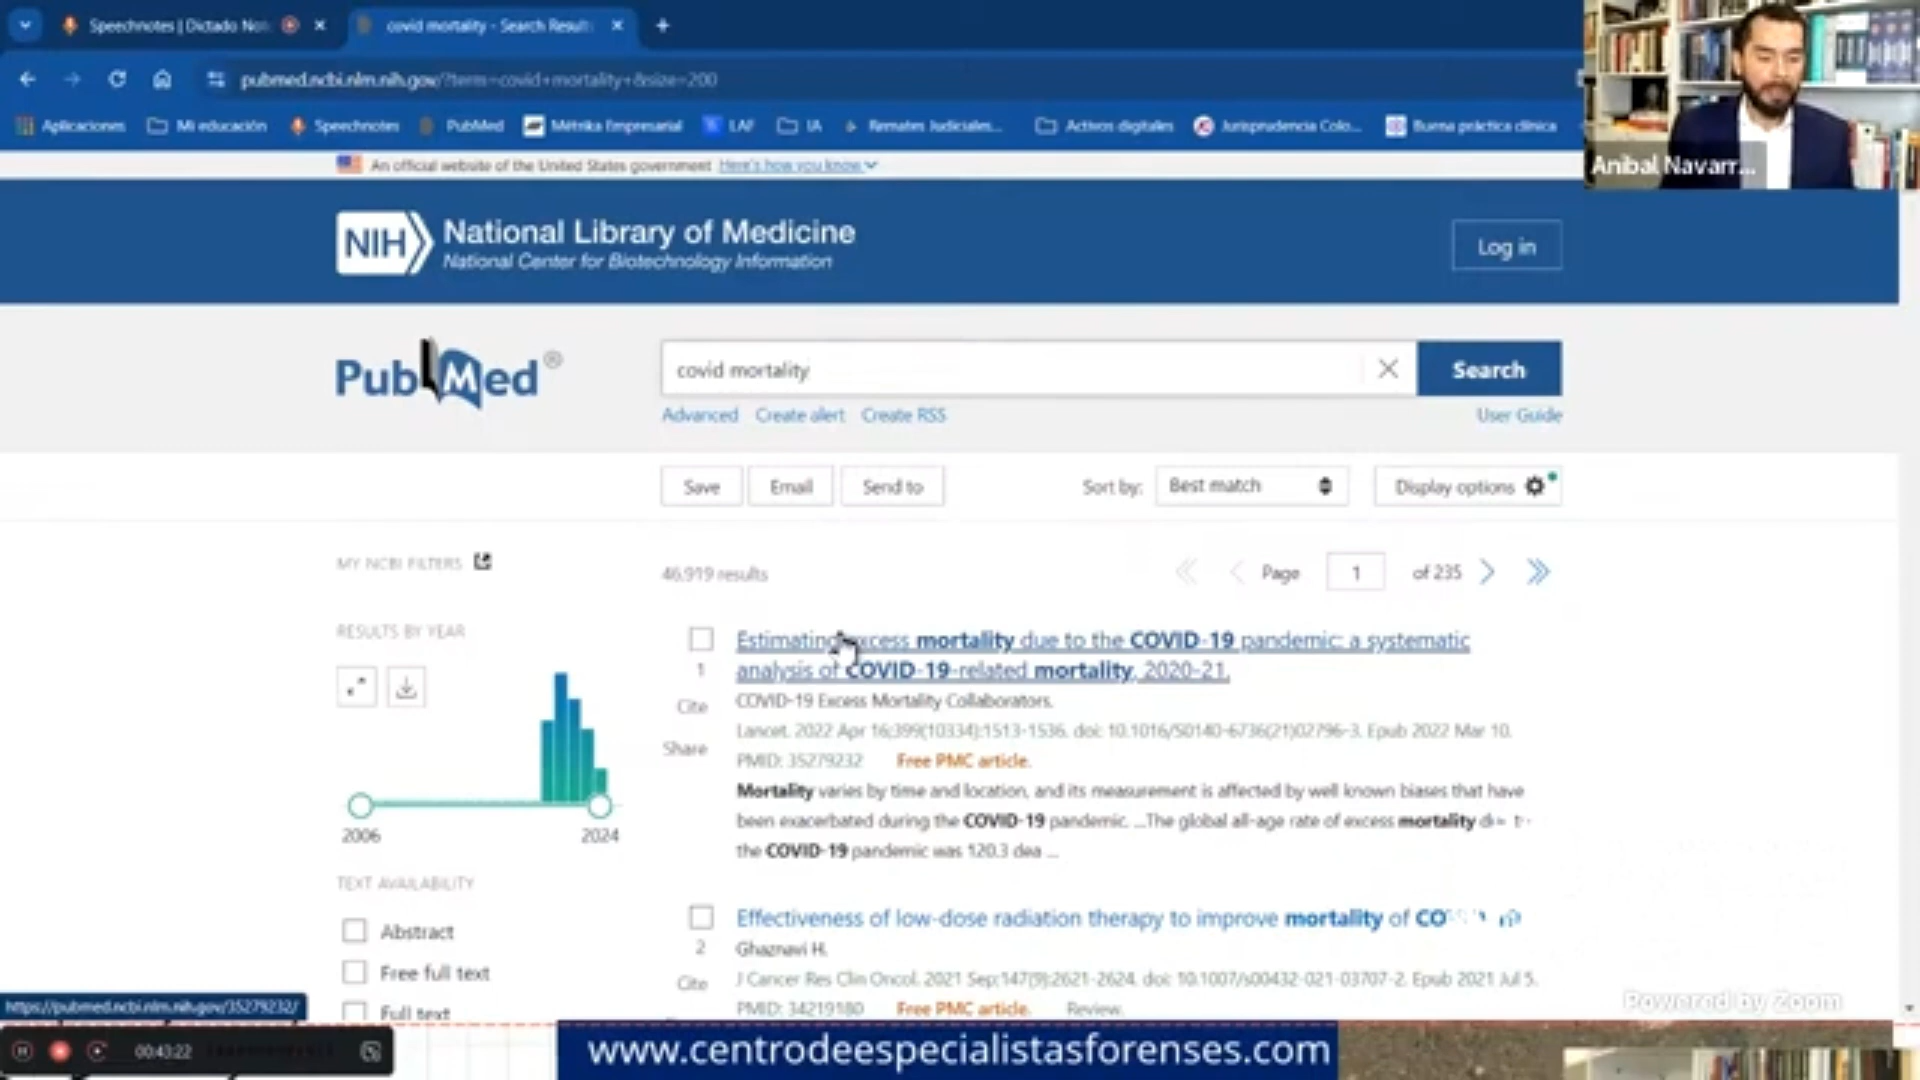 Speechnotes | Dictado Not
covid mortality - Search Results
pubmed.ncbi.nlm.nih.gov/?term=covid+mortality+&size=200
Aplicaciones
Mi educación
Speechnotes
PubMed
Métrika Empresarial
LAF
IA
Remates Judiciales...
Activos digitales
Jurisprudencia Colo...
Buena práctica clínica
Anibal Navarr...
An official website of the United States government Here's how you know
NIH National Library of Medicine
National Center for Biotechnology Information
Log in
PubMed®
covid mortality
Search
Advanced Create alert Create RSS
User Guide
Save Email Send to
Sort by: Best match
Display options
MY NCBI FILTERS
46,919 results
Page 1 of 235
RESULTS BY YEAR
2006 2024
TEXT AVAILABILITY
Abstract
Free full text
Full text
1
Cite
Share
Estimating excess mortality due to the COVID-19 pandemic: a systematic
analysis of COVID-19-related mortality, 2020-21.
COVID-19 Excess Mortality Collaborators.
Lancet. 2022 Apr 16;399(10334):1513-1536. doi: 10.1016/S0140-6736(21)02796-3. Epub 2022 Mar 10.
PMID: 35279232 Free PMC article.
Mortality varies by time and location, and its measurement is affected by well known biases that have
been exacerbated during the COVID-19 pandemic. ...The global all-age rate of excess mortality
the COVID-19 pandemic was 120.3 dea ...
2
Cite
Effectiveness of low-dose radiation therapy to improve mortality of
Ghaznavi H.
J Cancer Res Clin Oncol. 2021 Sep;147(9):2621-2624. doi: 10.1007/s00432-021-03707-2. Epub 2021 Jul 5.
PMID: 34219180 Free PMC article. Review.
https://pubmed.ncbi.nlm.nih.gov/35279232/
00:43:22
www.centrodeespecialistasforenses.com
Powered by Zoom